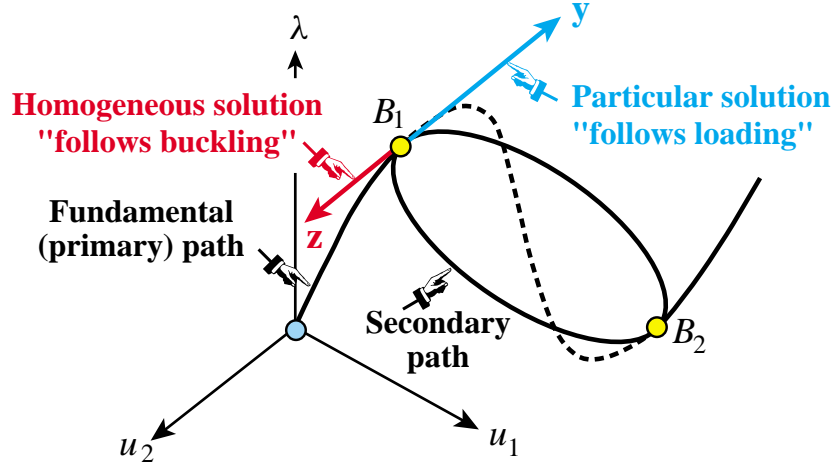 λ
y
Homogeneous solution
"follows buckling"
B1
Particular solution
"follows loading"
z
Fundamental
(primary) path
Secondary
path
B2
u2
u1